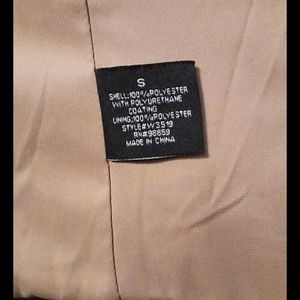 S
SHELL:100%POLYESTER
WITH POLYURETHANE
COATING
LINING:100%POLYESTER
STYLE#W3519
RN#98859
MADE IN CHINA